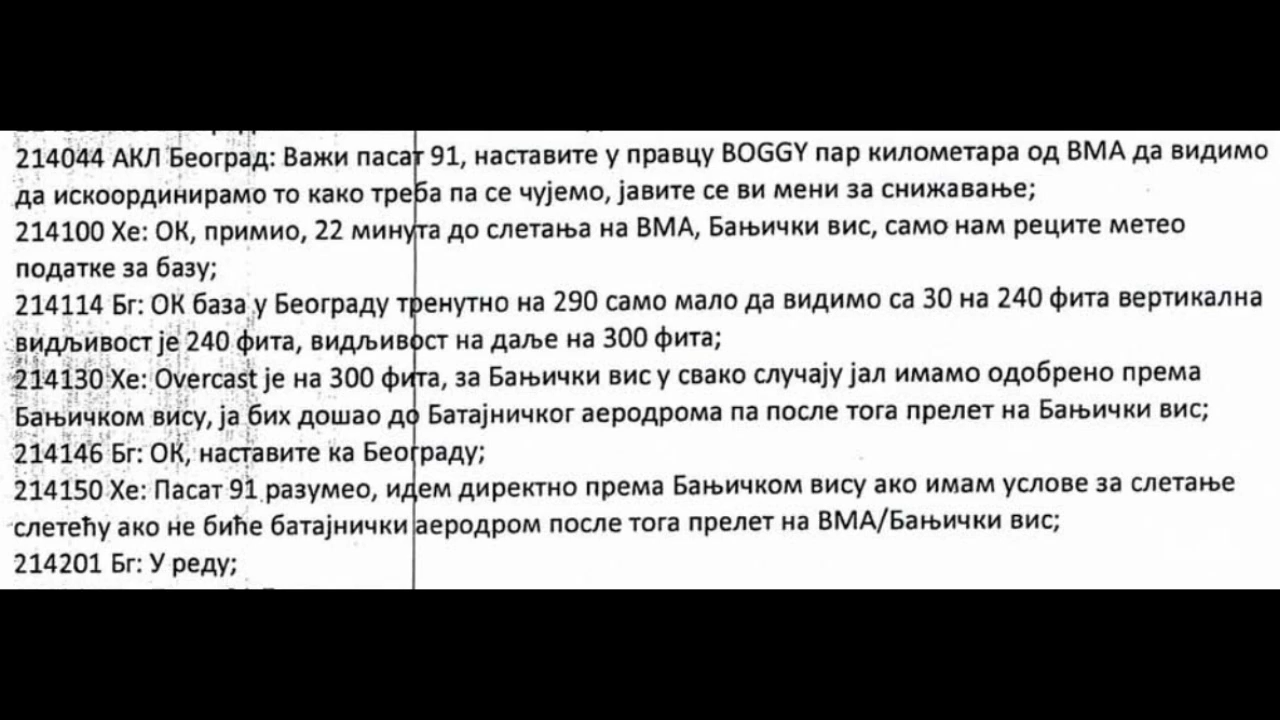 214044 АКЛ Београд: Важи пасат 91, наставите у правцу BOGGY пар километара од ВМА да видимо
да искоординирамо то како треба па се чујемо, јавите се ви мени за снижавање;
214100 Хе: ОК, примио, 22 минута до слетања на ВМА, Бањички вис, само нам реците метео
податке за базу;
214114 Бг: ОК база у Београду тренутно на 290 само мало да видимо са 30 на 240 фита вертикална
видљивост је 240 фита, видљивост на даље на 300 фита;
214130 Хе: Overcast је на 300 фита, за Бањички вис у свако случају јал имамо одобрено према
Бањичком вису, ја бих дошао до Батајничког аеродрома па после тога прелет на Бањички вис;
214146 Бг: ОК, наставите ка Београду;
214150 Хе: Пасат 91 разумео, идем директно према Бањичком вису ако имам услове за слетање
слетећу ако не биће батајнички аеродром после тога прелет на ВМА/Бањички вис;
214201 Бг: У реду;